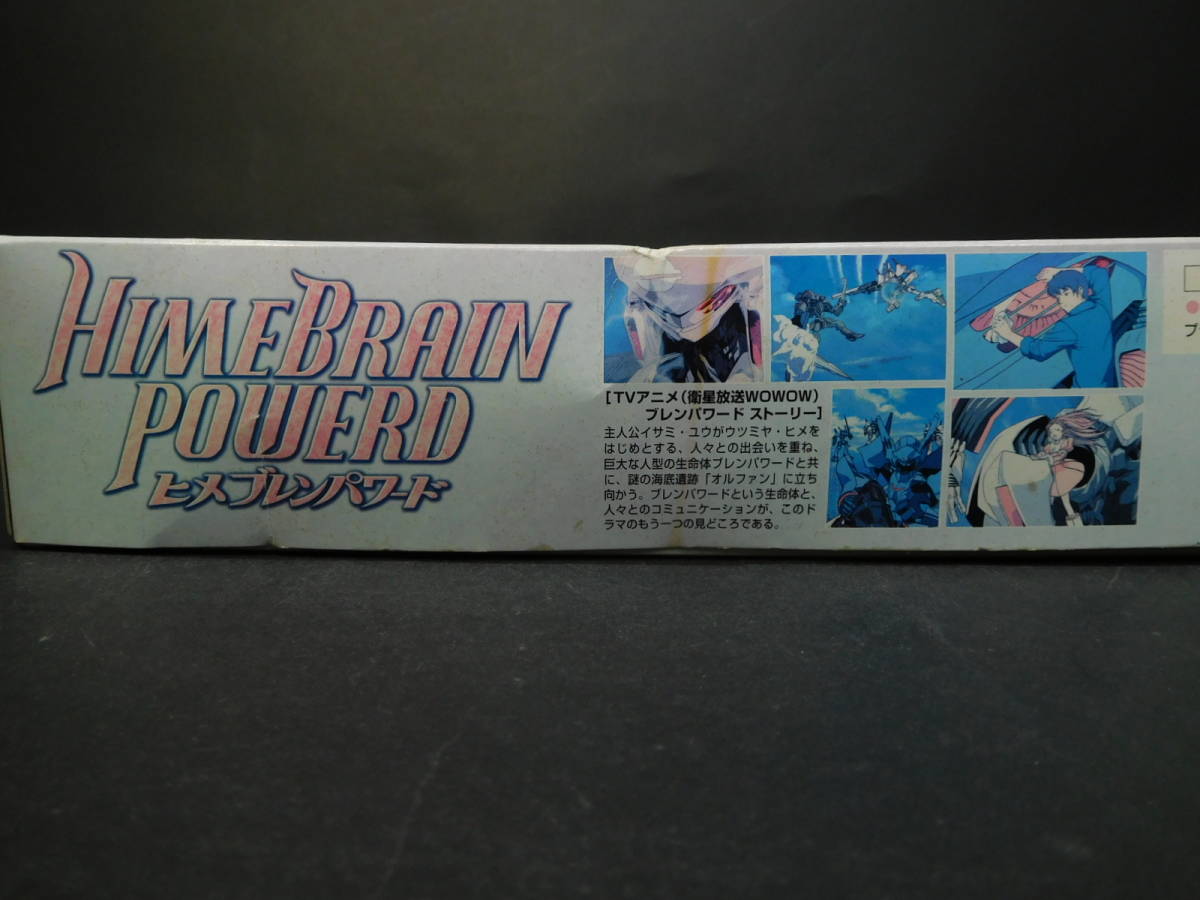 HIMEBRAIN
POWERD
ヒメブレンパワード
[TVアニメ(衛星放送WOWOW)
ブレンパワード ストーリー]
主人公イサミ・ユウがウツミヤ・ヒメを
はじめとする、人々との出会いを重ね、
巨大な人型の生命体ブレンパワードと共
に、謎の海底遺跡「オルファン」に立ち
向かう。ブレンパワードという生命体と、
人々とのコミュニケーションが、このド
ラマのもう一つの見どころである。
プ